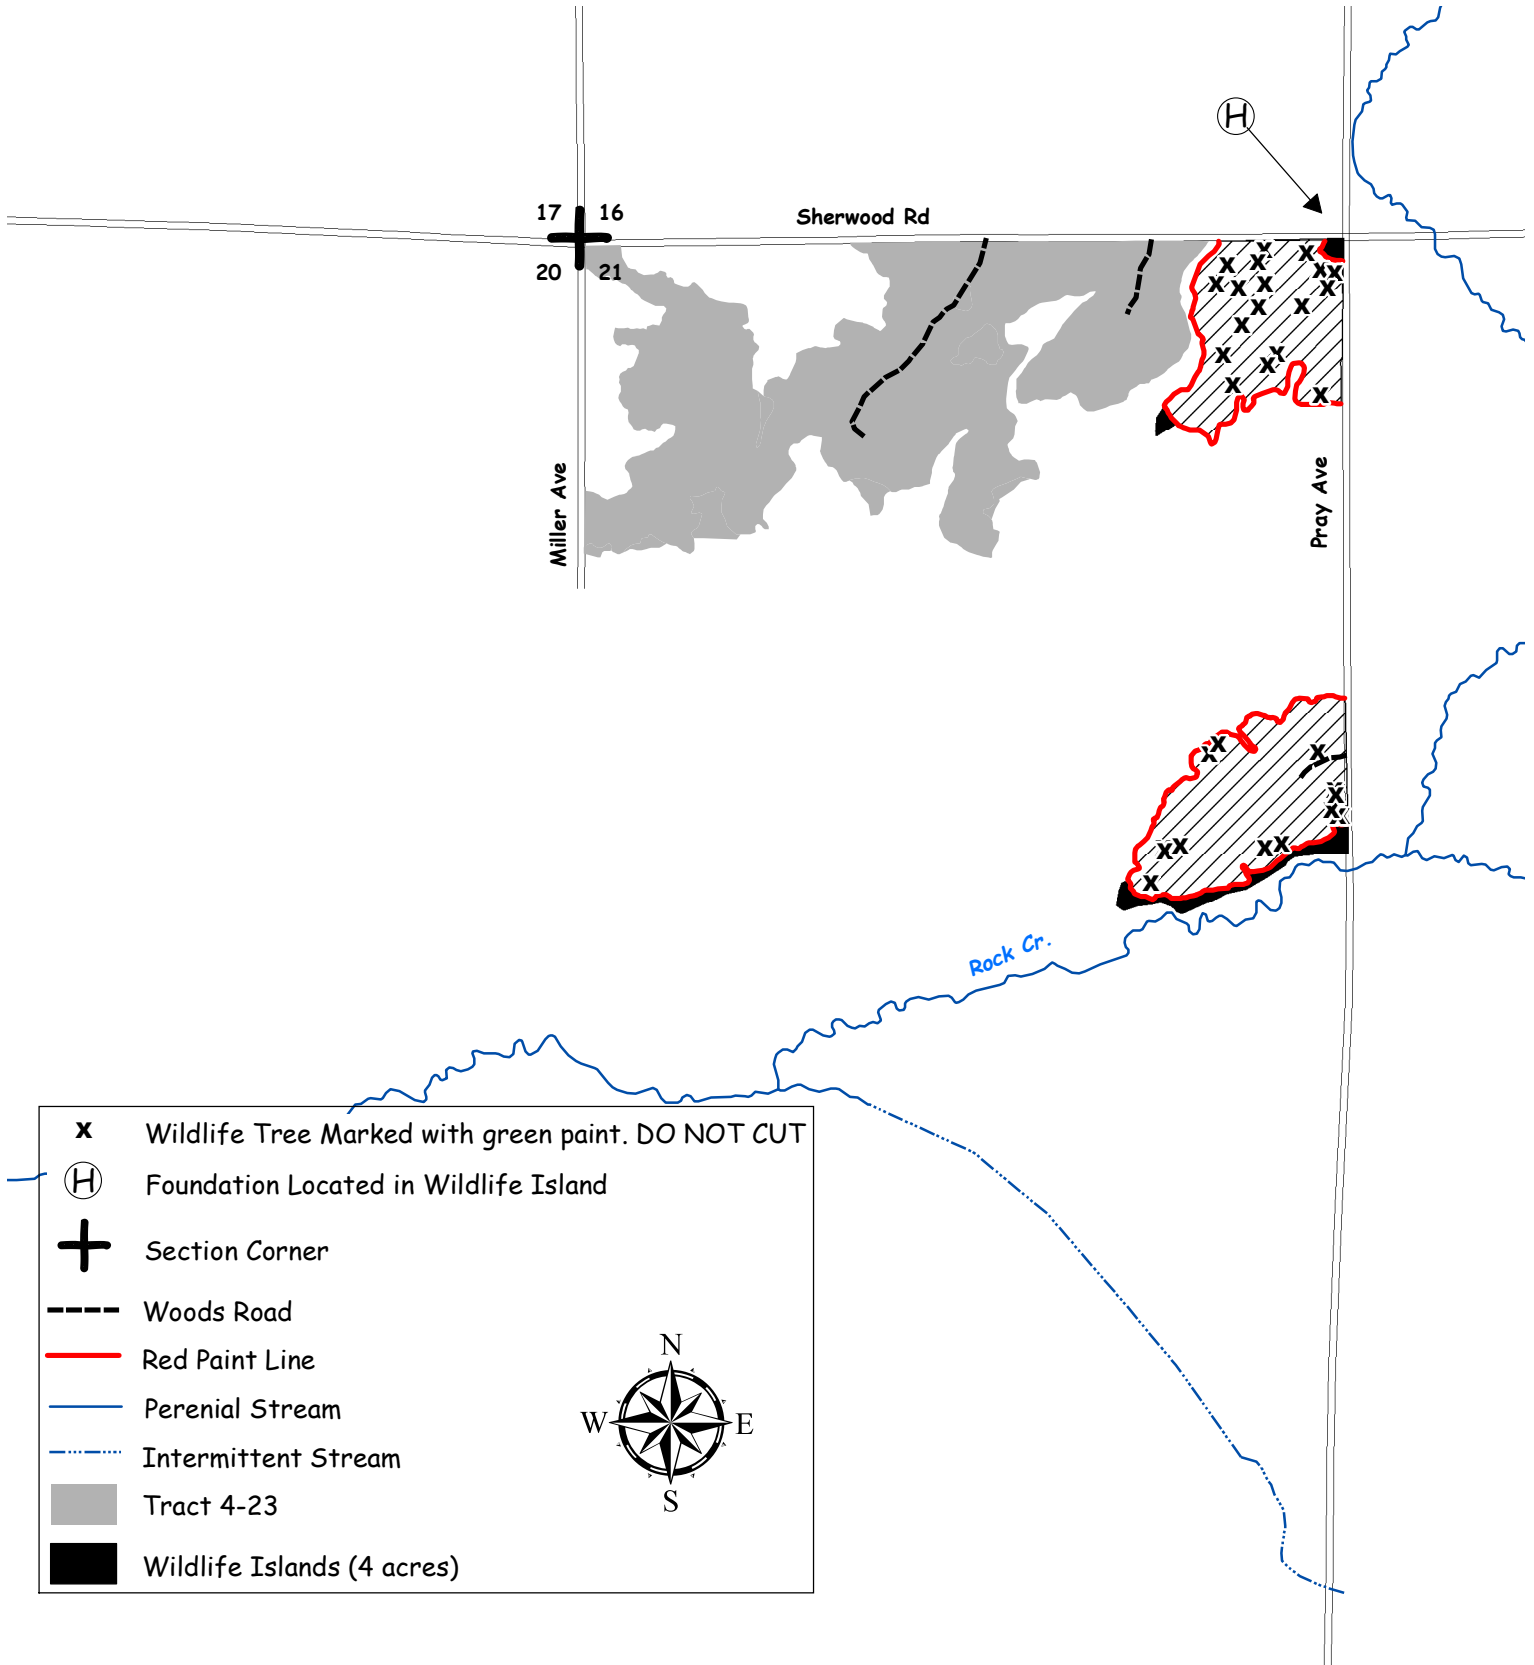 H
17 16
Sherwood Rd
20 21
Miller Ave
Pray Ave
Rock Cr.
x Wildlife Tree Marked with green paint. DO NOT CUT
H Foundation Located in Wildlife Island
Section Corner
Woods Road
Red Paint Line
Perenial Stream
Intermittent Stream
Tract 4-23
Wildlife Islands (4 acres)
N
W E
S